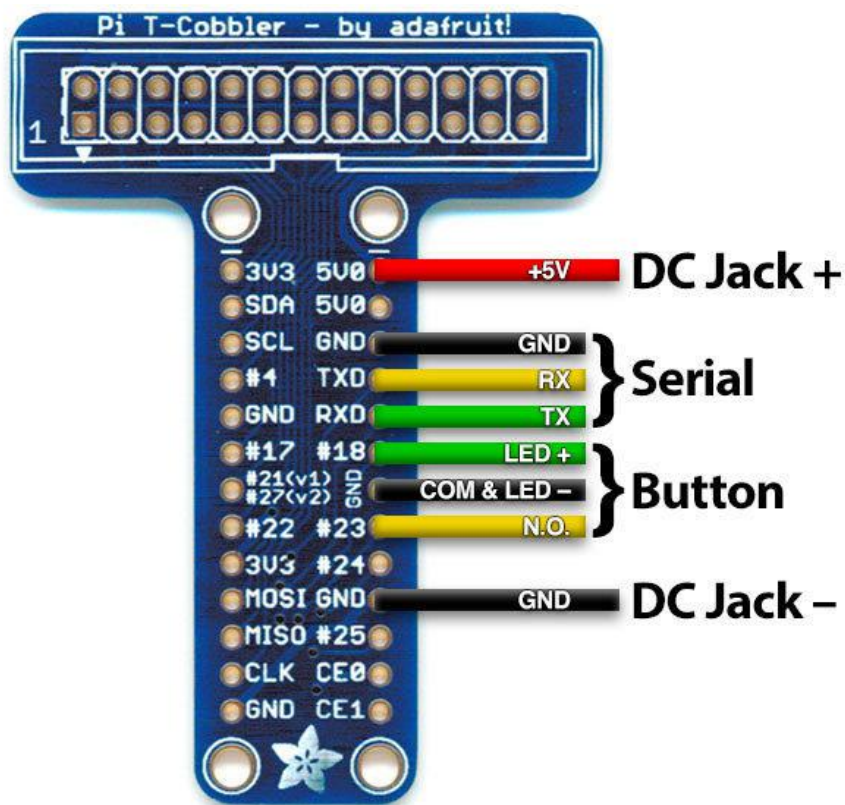 Pi T-Cobbler - by adafruit!
1
3V3 5V0 +5V DC Jack +
SDA 5V0
SCL GND GND
#4 TXD RX Serial
GND RXD TX
#17 #18 LED +
#21(v1)
#27(v2) GND COM & LED – Button
#22 #23 N.O.
3V3 #24
MOSI GND GND DC Jack –
MISO #25
CLK CE0
GND CE1